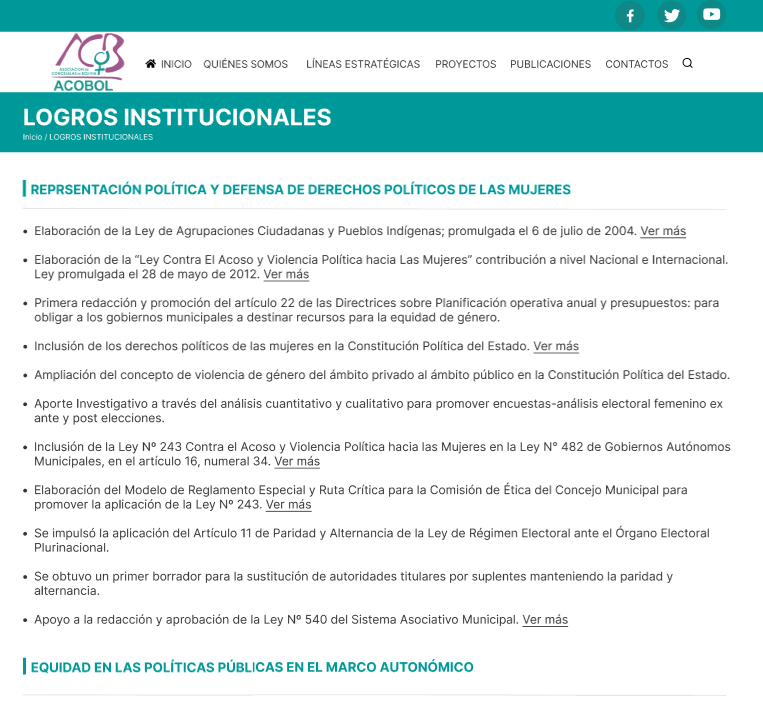 ACB
ASOCIACIÓN DE
CONCEJALAS DE BOLIVIA
ACOBOL
INICIO QUIÉNES SOMOS LÍNEAS ESTRATÉGICAS PROYECTOS PUBLICACIONES CONTACTOS
LOGROS INSTITUCIONALES
Inicio / LOGROS INSTITUCIONALES
REPRSENTACIÓN POLÍTICA Y DEFENSA DE DERECHOS POLÍTICOS DE LAS MUJERES
• Elaboración de la Ley de Agrupaciones Ciudadanas y Pueblos Indígenas; promulgada el 6 de julio de 2004. Ver más
• Elaboración de la “Ley Contra El Acoso y Violencia Política hacia Las Mujeres” contribución a nivel Nacional e Internacional.
Ley promulgada el 28 de mayo de 2012. Ver más
• Primera redacción y promoción del artículo 22 de las Directrices sobre Planificación operativa anual y presupuestos: para
obligar a los gobiernos municipales a destinar recursos para la equidad de género.
• Inclusión de los derechos políticos de las mujeres en la Constitución Política del Estado. Ver más
• Ampliación del concepto de violencia de género del ámbito privado al ámbito público en la Constitución Política del Estado.
• Aporte Investigativo a través del análisis cuantitativo y cualitativo para promover encuestas-análisis electoral femenino ex
ante y post elecciones.
• Inclusión de la Ley Nº 243 Contra el Acoso y Violencia Política hacia las Mujeres en la Ley N° 482 de Gobiernos Autónomos
Municipales, en el artículo 16, numeral 34. Ver más
• Elaboración del Modelo de Reglamento Especial y Ruta Crítica para la Comisión de Ética del Concejo Municipal para
promover la aplicación de la Ley Nº 243. Ver más
• Se impulsó la aplicación del Artículo 11 de Paridad y Alternancia de la Ley de Régimen Electoral ante el Órgano Electoral
Plurinacional.
• Se obtuvo un primer borrador para la sustitución de autoridades titulares por suplentes manteniendo la paridad y
alternancia.
• Apoyo a la redacción y aprobación de la Ley Nº 540 del Sistema Asociativo Municipal. Ver más
EQUIDAD EN LAS POLÍTICAS PÚBLICAS EN EL MARCO AUTONÓMICO